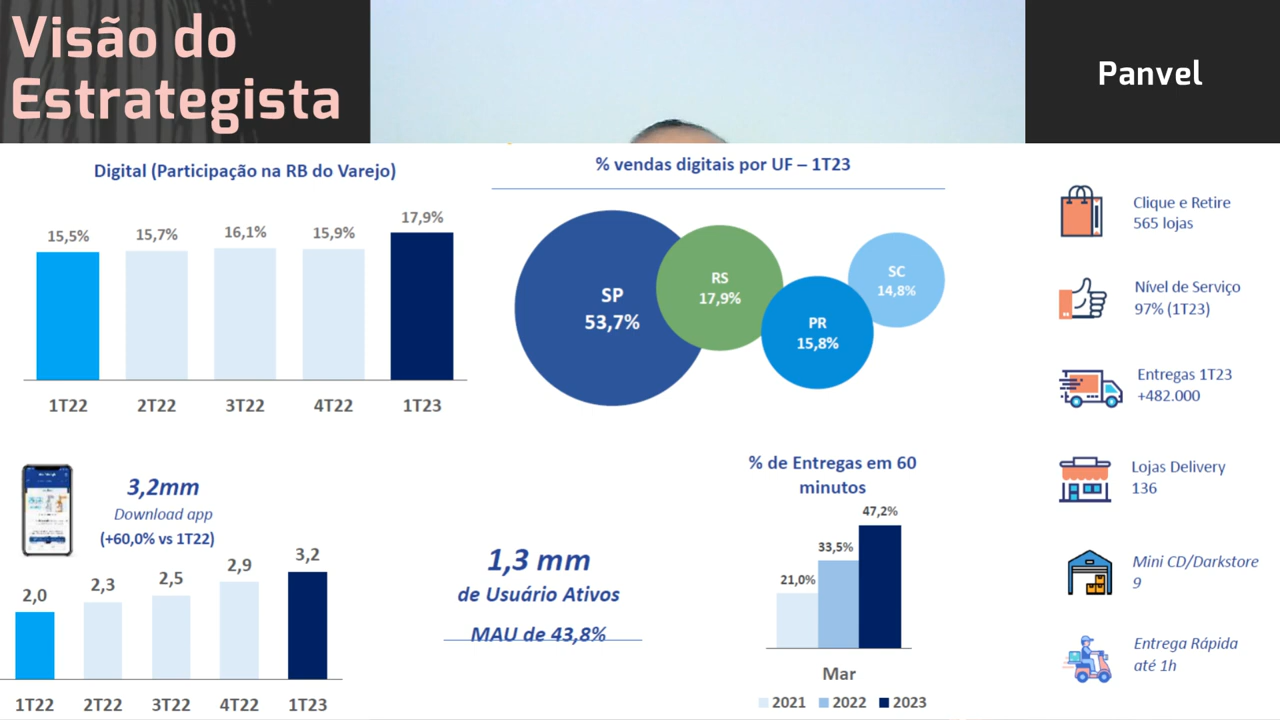 Visão do
Estrategista
Panvel
Digital (Participação na RB do Varejo)
15,5%
15,7%
16,1%
15,9%
17,9%
1T22
2T22
3T22
4T22
1T23
% vendas digitais por UF – 1T23
SP
53,7%
RS
17,9%
PR
15,8%
SC
14,8%
Clique e Retire
565 lojas
Nível de Serviço
97% (1T23)
Entregas 1T23
+482.000
Lojas Delivery
136
Mini CD/Darkstore
9
Entrega Rápida
até 1h
3,2mm
Download app
(+60,0% vs 1T22)
2,0
2,3
2,5
2,9
3,2
1T22
2T22
3T22
4T22
1T23
1,3 mm
de Usuário Ativos
MAU de 43,8%
% de Entregas em 60
minutos
21,0%
33,5%
47,2%
Mar
2021
2022
2023